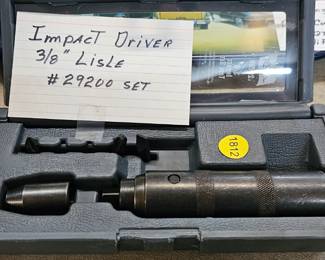 IMPACT DRIVER
3/8" LISLE
#29200 SET
1812